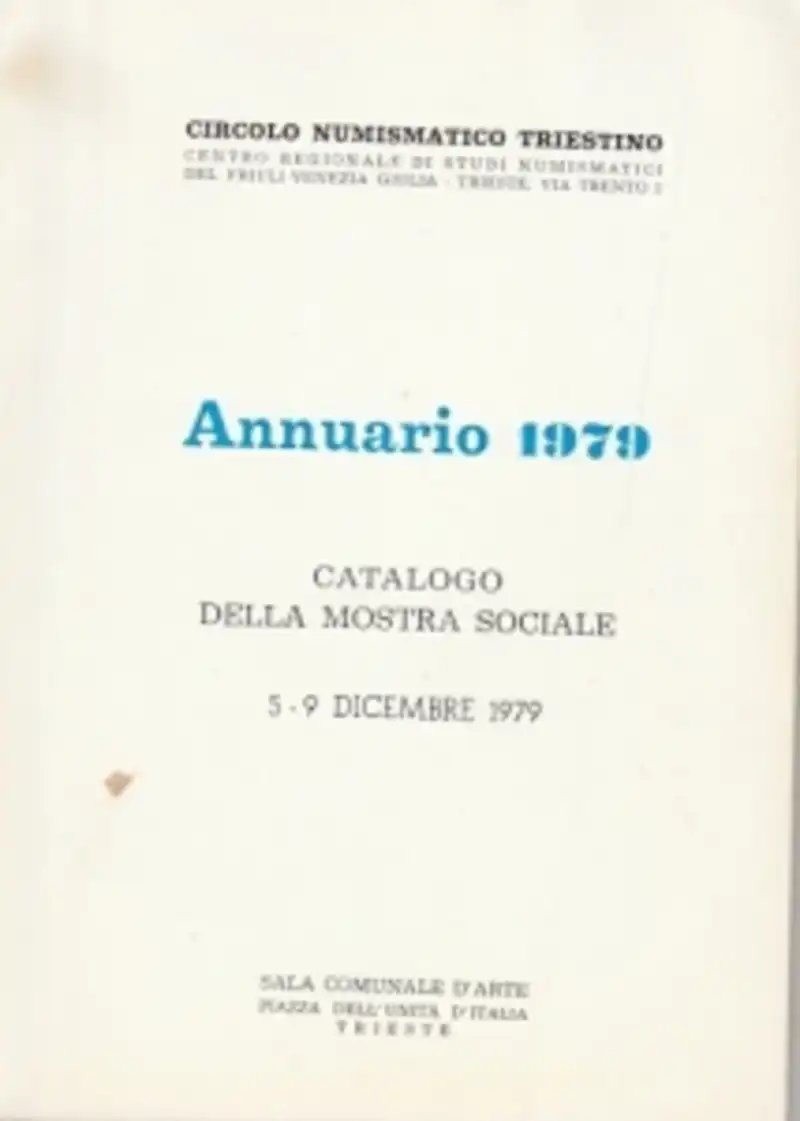 CIRCOLO NUMISMATICO TRIESTINO
CENTRO REGIONALE DI STUDI NUMISMATICI
DEL FRIULI-VENEZIA GIULIA - TRIESTE, VIA TRENTO
Annuario 1979
CATALOGO
DELLA MOSTRA SOCIALE
5 - 9 DICEMBRE 1979
SALA COMUNALE D'ARTE
PIAZZA DELL'UNITÀ D'ITALIA
TRIESTE